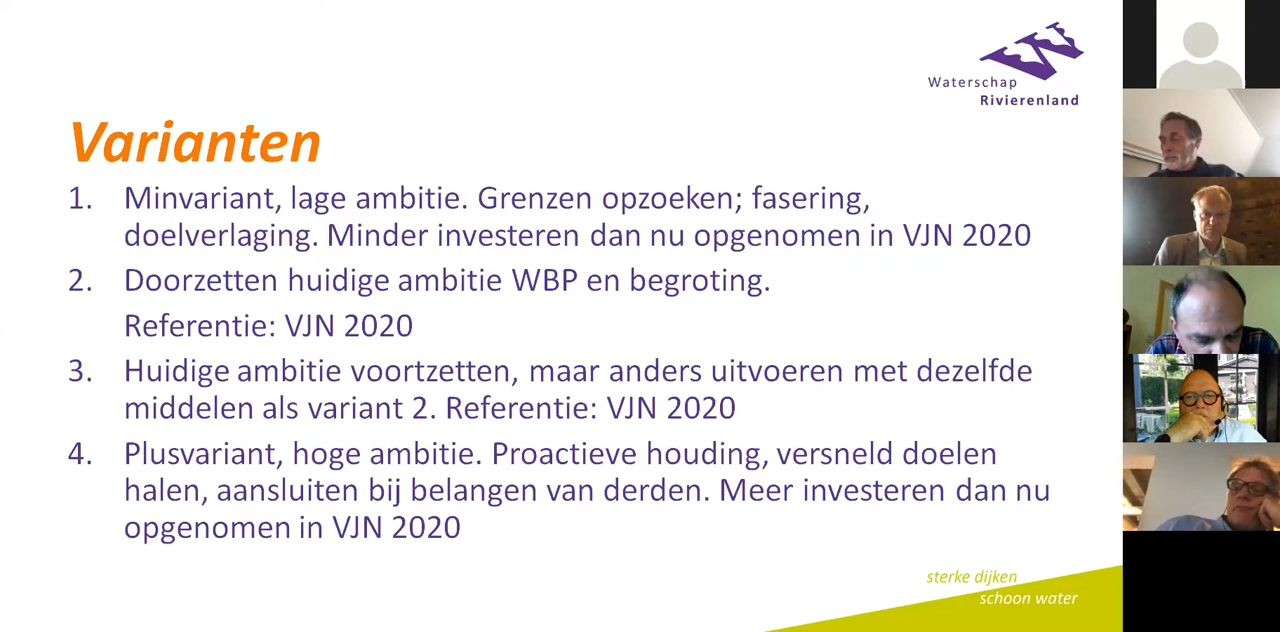 Waterschap
Rivierenland
Varianten
1. Minvariant, lage ambitie. Grenzen opzoeken; fasering,
doelverlaging. Minder investeren dan nu opgenomen in VJN 2020
2. Doorzetten huidige ambitie WBP en begroting.
Referentie: VJN 2020
3. Huidige ambitie voortzetten, maar anders uitvoeren met dezelfde
middelen als variant 2. Referentie: VJN 2020
4. Plusvariant, hoge ambitie. Proactieve houding, versneld doelen
halen, aansluiten bij belangen van derden. Meer investeren dan nu
opgenomen in VJN 2020
sterke dijken
schoon water